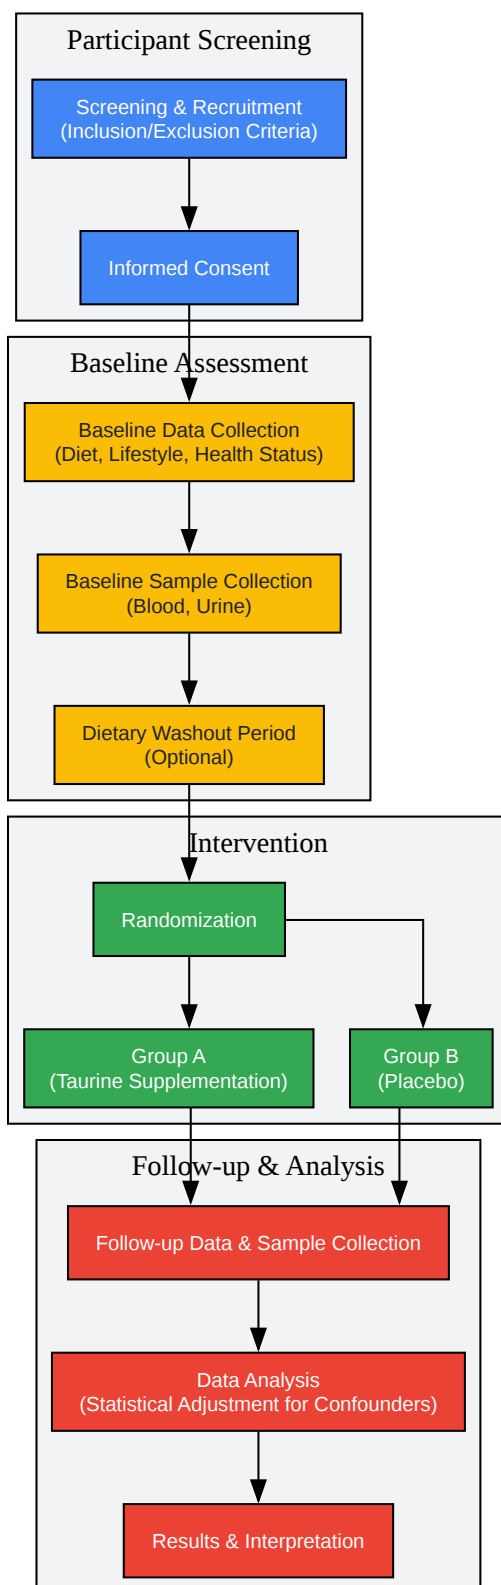 Participant Screening
Screening & Recruitment
(Inclusion/Exclusion Criteria)
Informed Consent
Baseline Assessment
Baseline Data Collection
(Diet, Lifestyle, Health Status)
Baseline Sample Collection
(Blood, Urine)
Dietary Washout Period
(Optional)
Intervention
Randomization
Group A
(Taurine Supplementation)
Group B
(Placebo)
Follow-up & Analysis
Follow-up Data & Sample Collection
Data Analysis
(Statistical Adjustment for Confounders)
Results & Interpretation